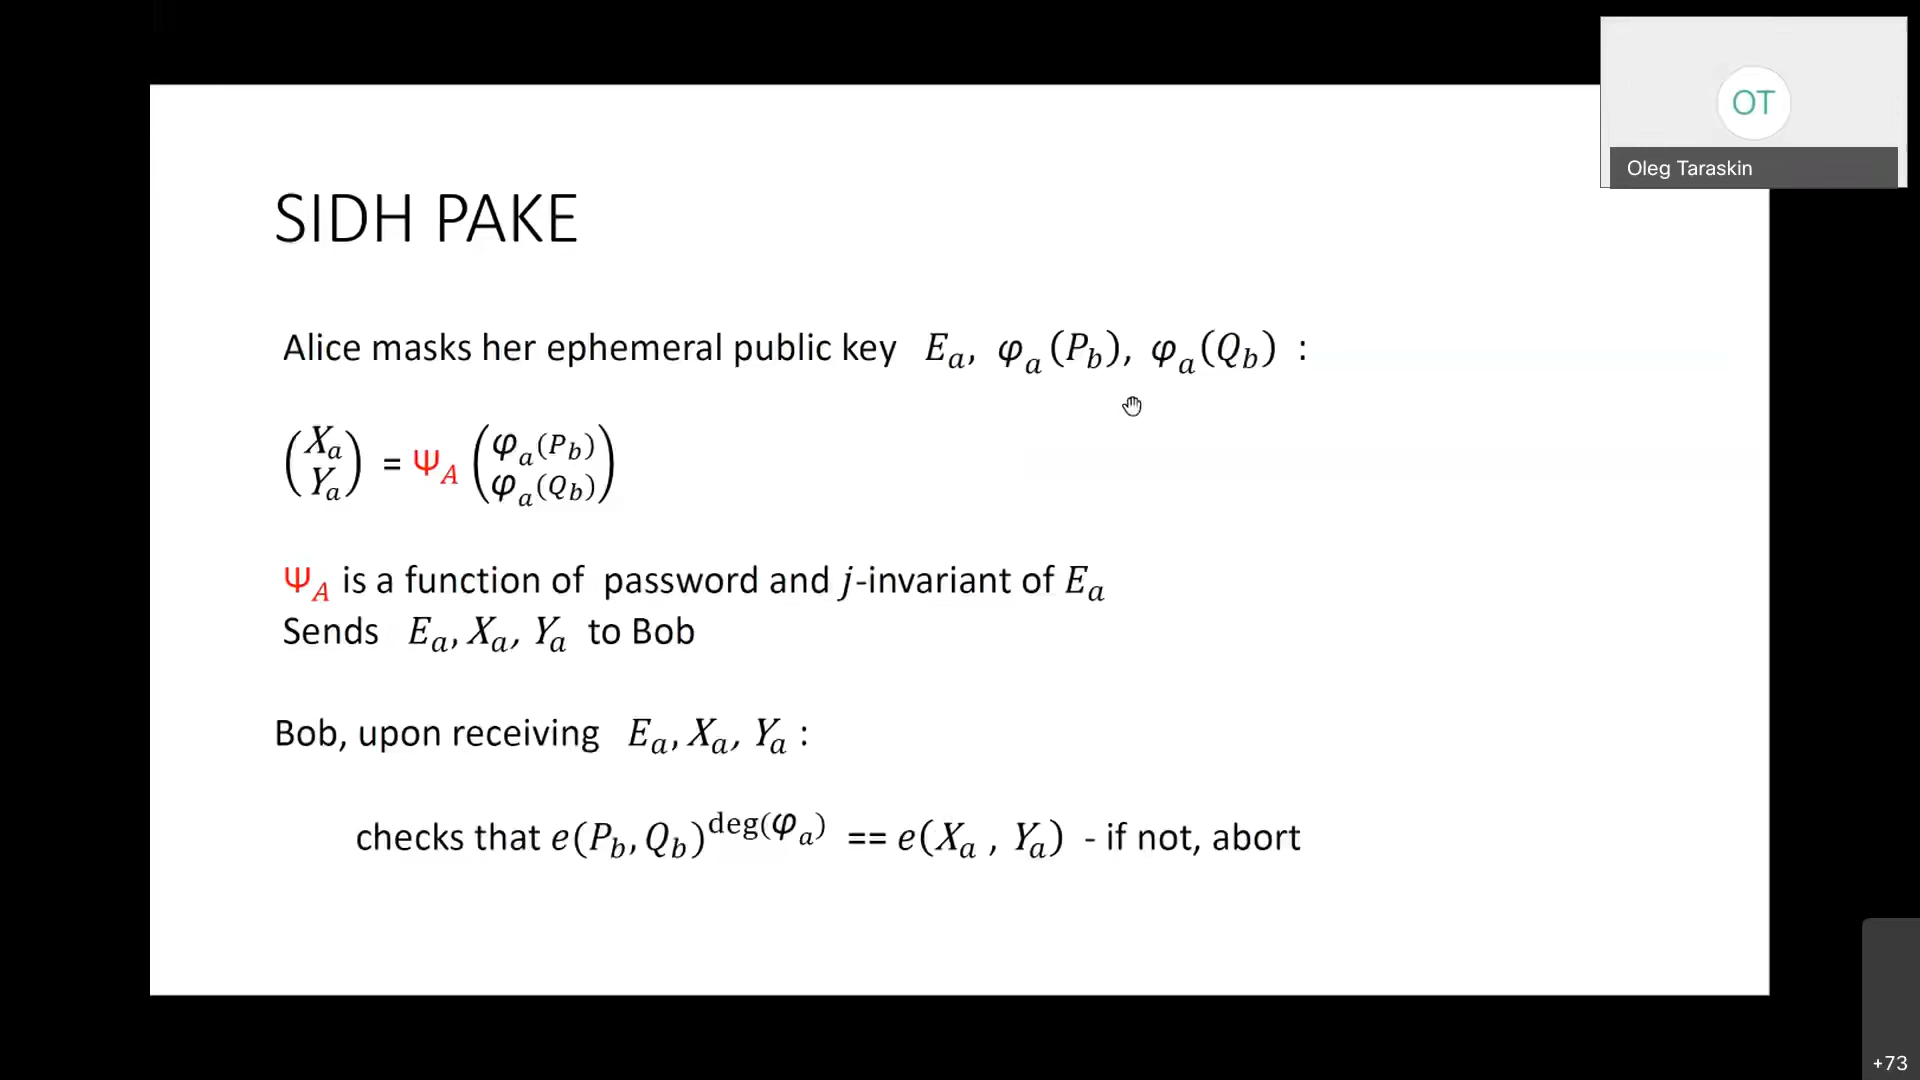 OT
Oleg Taraskin
SIDH PAKE
Alice masks her ephemeral public key E_a, φ_a(P_b), φ_a(Q_b) :
(X_a Y_a) = Ψ_A (φ_a(P_b) φ_a(Q_b))
Ψ_A is a function of password and j-invariant of E_a
Sends E_a, X_a, Y_a to Bob
Bob, upon receiving E_a, X_a, Y_a :
checks that e(P_b, Q_b)^deg(φ_a) == e(X_a , Y_a) - if not, abort
+73